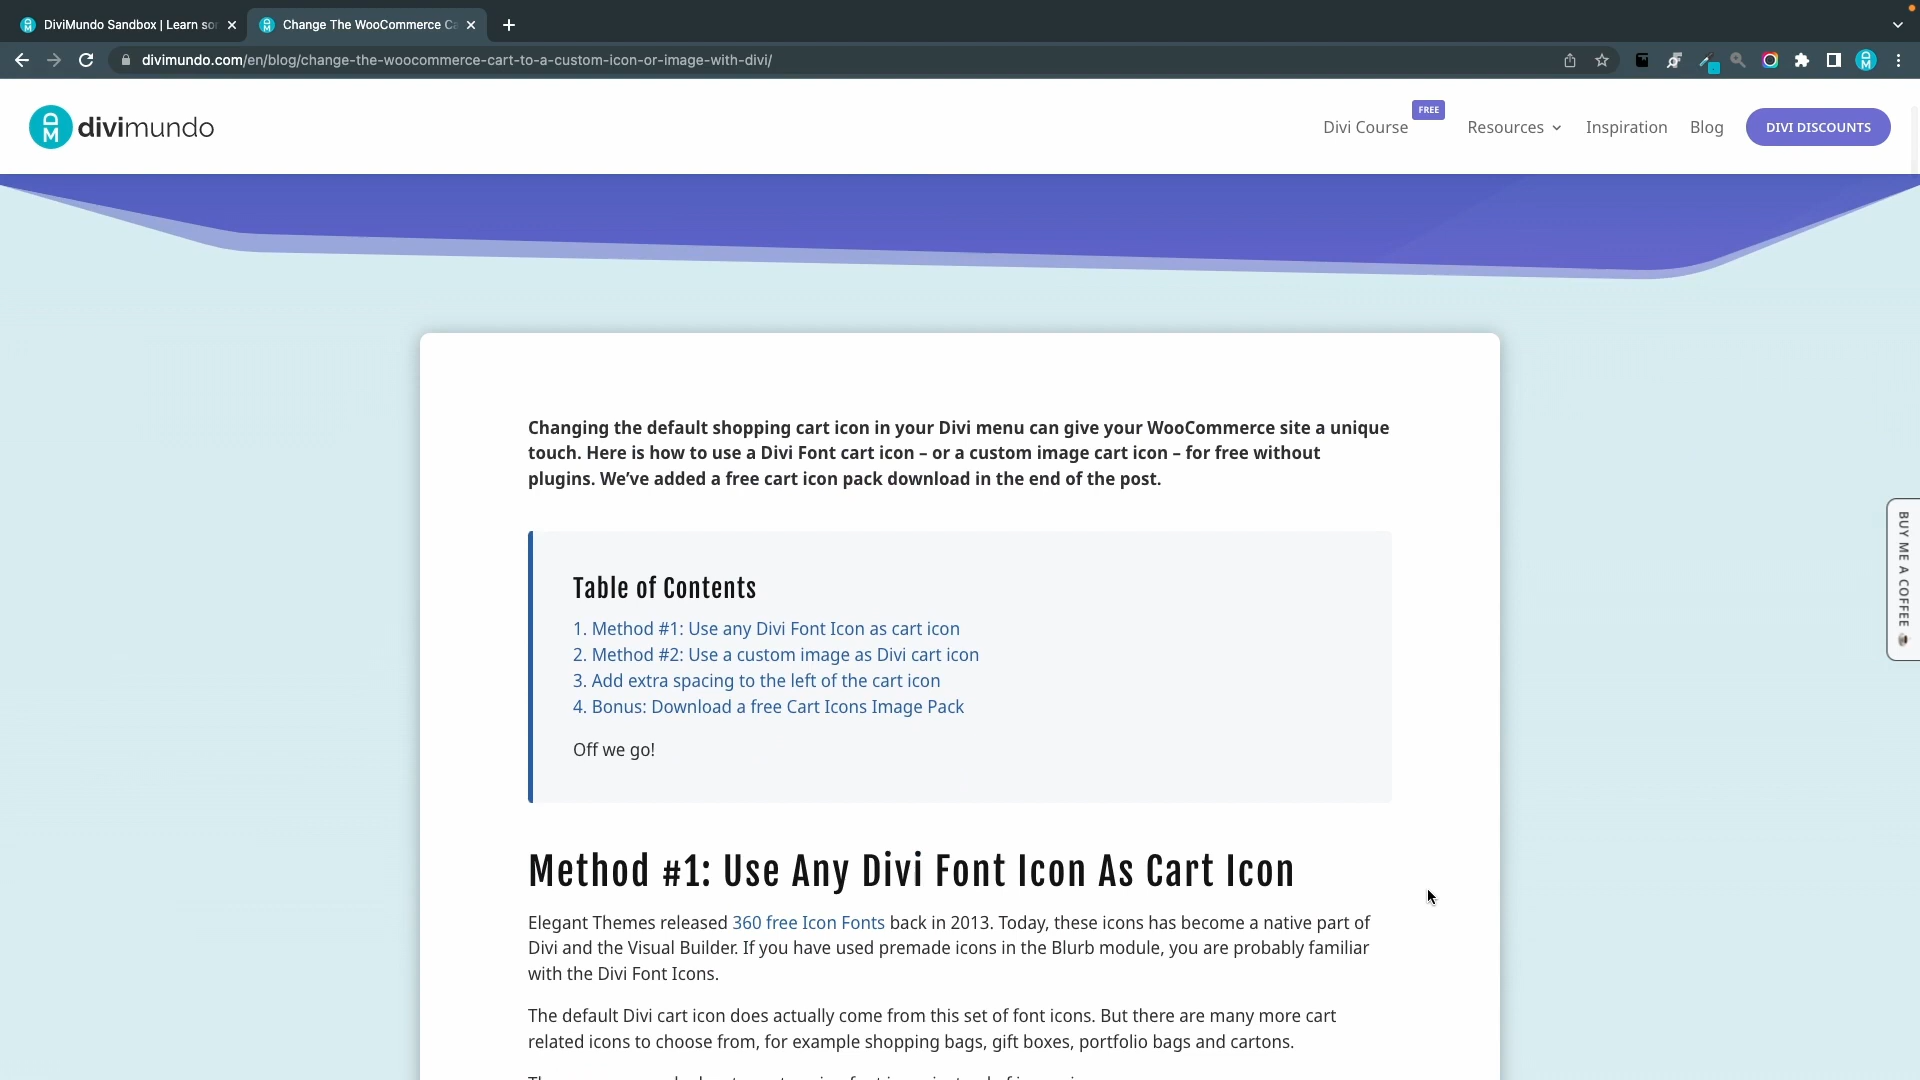 DiviMundo Sandbox | Learn so
Change The WooCommerce Ca
divimundo.com/en/blog/change-the-woocommerce-cart-to-a-custom-icon-or-image-with-divi/
divimundo
Divi Course
FREE
Resources
Inspiration
Blog
DIVI DISCOUNTS
Changing the default shopping cart icon in your Divi menu can give your WooCommerce site a unique
touch. Here is how to use a Divi Font cart icon – or a custom image cart icon – for free without
plugins. We’ve added a free cart icon pack download in the end of the post.
BUY ME A COFFEE
Table of Contents
1. Method #1: Use any Divi Font Icon as cart icon
2. Method #2: Use a custom image as Divi cart icon
3. Add extra spacing to the left of the cart icon
4. Bonus: Download a free Cart Icons Image Pack
Off we go!
Method #1: Use Any Divi Font Icon As Cart Icon
Elegant Themes released 360 free Icon Fonts back in 2013. Today, these icons has become a native part of
Divi and the Visual Builder. If you have used premade icons in the Blurb module, you are probably familiar
with the Divi Font Icons.
The default Divi cart icon does actually come from this set of font icons. But there are many more cart
related icons to choose from, for example shopping bags, gift boxes, portfolio bags and cartons.